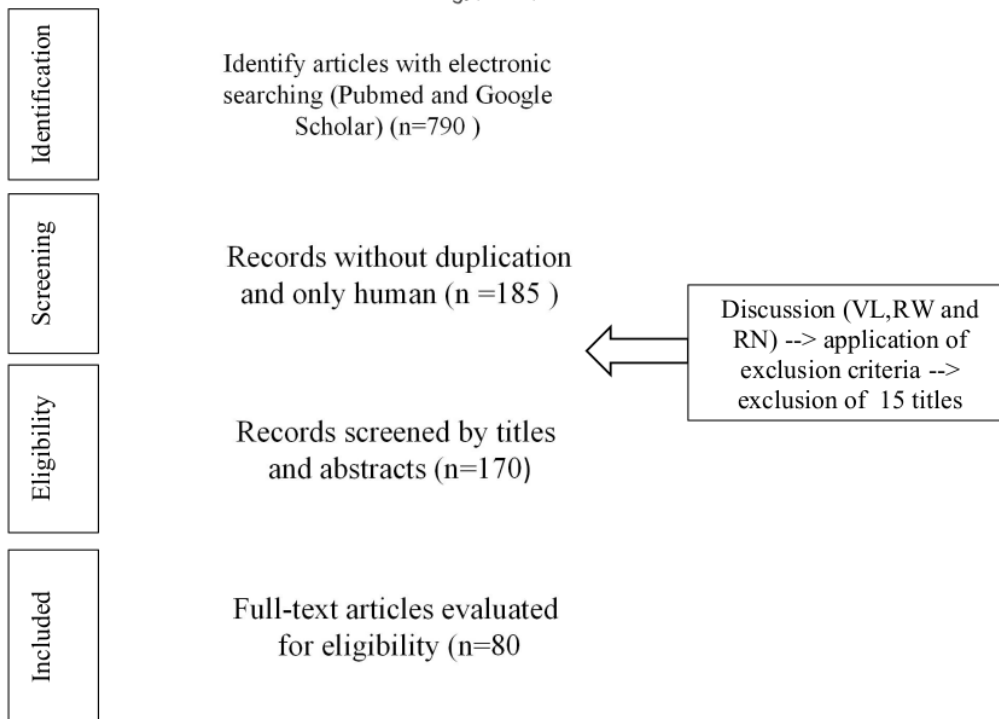 Identification
Identify articles with electronic
searching (Pubmed and Google
Scholar) (n=790 )
Screening
Records without duplication
and only human (n =185 )
Discussion (VL,RW and
RN) --> application of
exclusion criteria -->
exclusion of 15 titles
Eligibility
Records screened by titles
and abstracts (n=170)
Included
Full-text articles evaluated
for eligibility (n=80